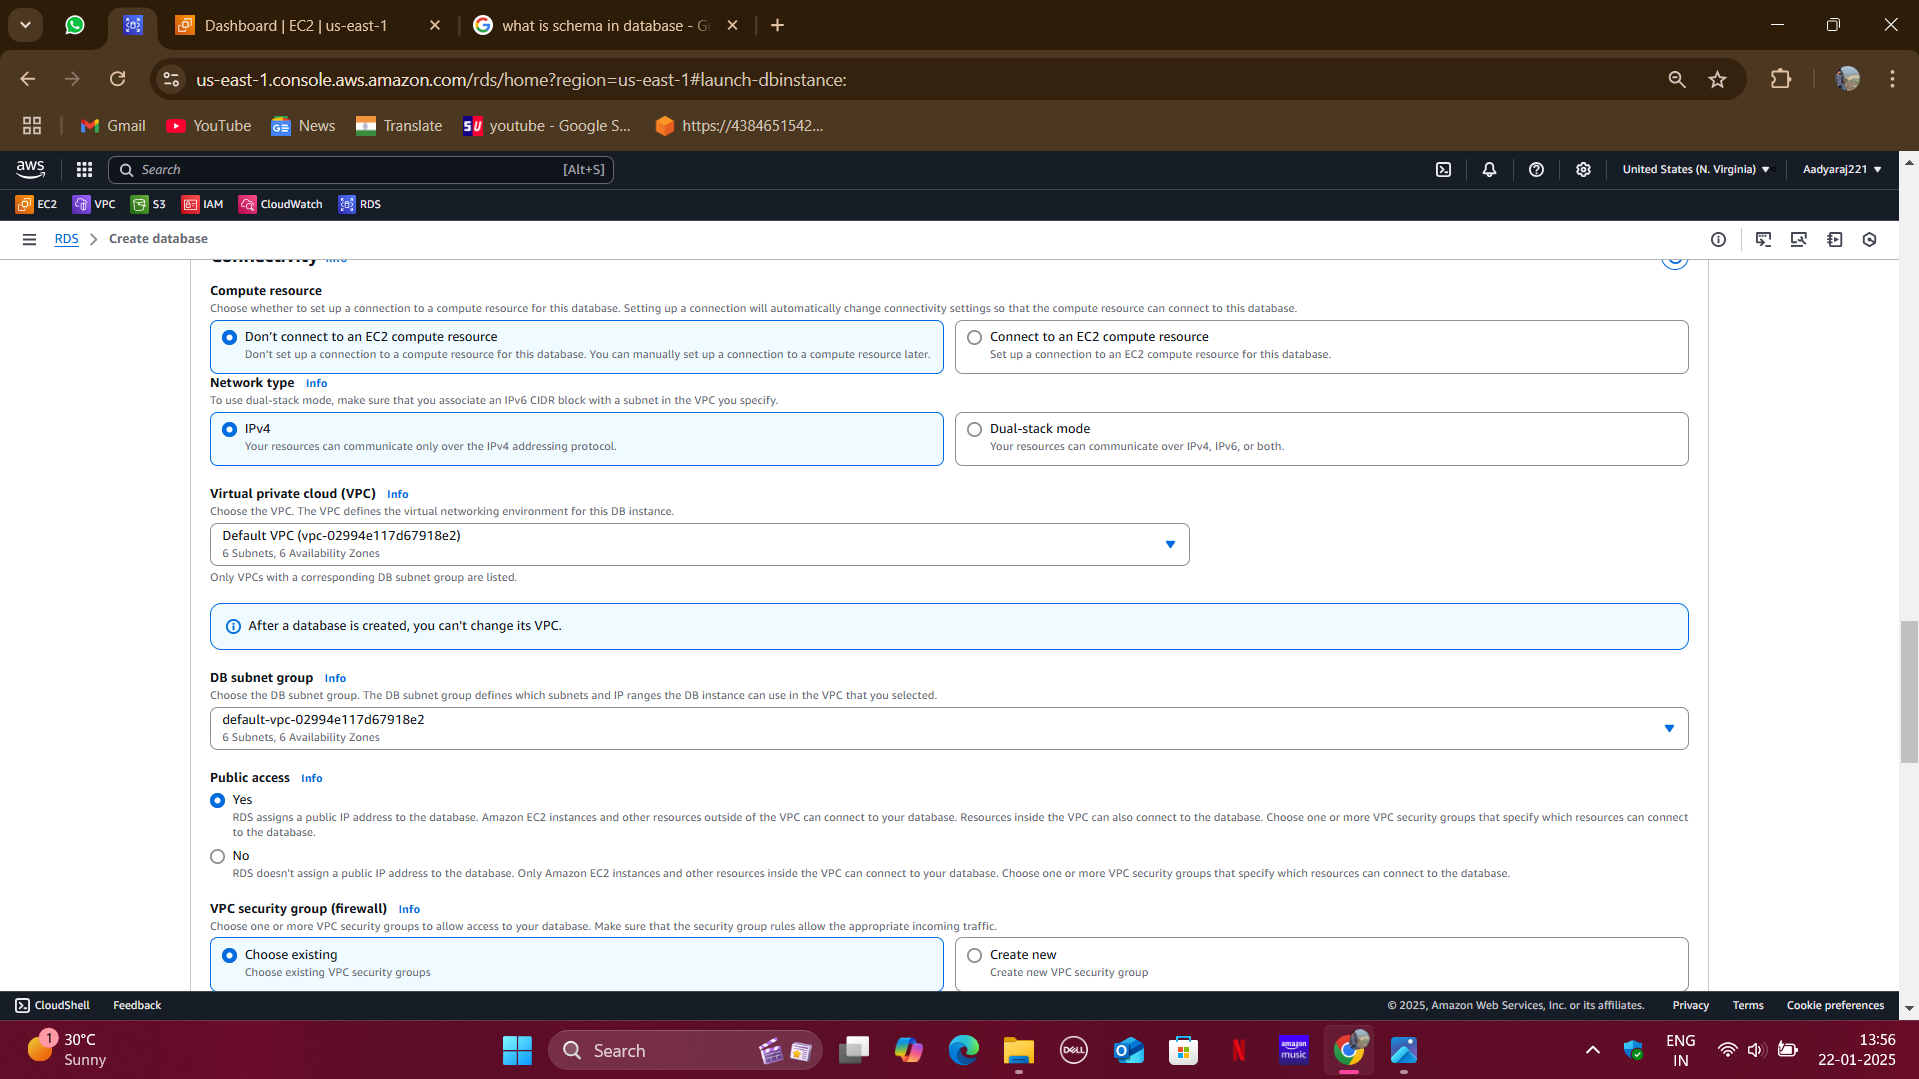 Dashboard | EC2 | us-east-1
what is schema in database - Go
us-east-1.console.aws.amazon.com/rds/home?region=us-east-1#launch-dbinstance:
Gmail
YouTube
News
Translate
youtube - Google S...
https://4384651542...
aws
Search
[Alt+S]
United States (N. Virginia)
Aadyaraj221
EC2
VPC
S3
IAM
CloudWatch
RDS
RDS
Create database
Connectivity Info
Compute resource
Choose whether to set up a connection to a compute resource for this database. Setting up a connection will automatically change connectivity settings so that the compute resource can connect to this database.
Don't connect to an EC2 compute resource
Don't set up a connection to a compute resource for this database. You can manually set up a connection to a compute resource later.
Connect to an EC2 compute resource
Set up a connection to an EC2 compute resource for this database.
Network type Info
To use dual-stack mode, make sure that you associate an IPv6 CIDR block with a subnet in the VPC you specify.
IPv4
Your resources can communicate only over the IPv4 addressing protocol.
Dual-stack mode
Your resources can communicate over IPv4, IPv6, or both.
Virtual private cloud (VPC) Info
Choose the VPC. The VPC defines the virtual networking environment for this DB instance.
Default VPC (vpc-02994e117d67918e2)
6 Subnets, 6 Availability Zones
Only VPCs with a corresponding DB subnet group are listed.
After a database is created, you can't change its VPC.
DB subnet group Info
Choose the DB subnet group. The DB subnet group defines which subnets and IP ranges the DB instance can use in the VPC that you selected.
default-vpc-02994e117d67918e2
6 Subnets, 6 Availability Zones
Public access Info
Yes
RDS assigns a public IP address to the database. Amazon EC2 instances and other resources outside of the VPC can connect to your database. Resources inside the VPC can also connect to the database. Choose one or more VPC security groups that specify which resources can connect
to the database.
No
RDS doesn't assign a public IP address to the database. Only Amazon EC2 instances and other resources inside the VPC can connect to your database. Choose one or more VPC security groups that specify which resources can connect to the database.
VPC security group (firewall) Info
Choose one or more VPC security groups to allow access to your database. Make sure that the security group rules allow the appropriate incoming traffic.
Choose existing
Choose existing VPC security groups
Create new
Create new VPC security group
CloudShell
Feedback
© 2025, Amazon Web Services, Inc. or its affiliates.
Privacy
Terms
Cookie preferences
1
30°C
Sunny
Search
DELL
amazon
music
ENG
IN
13:56
22-01-2025